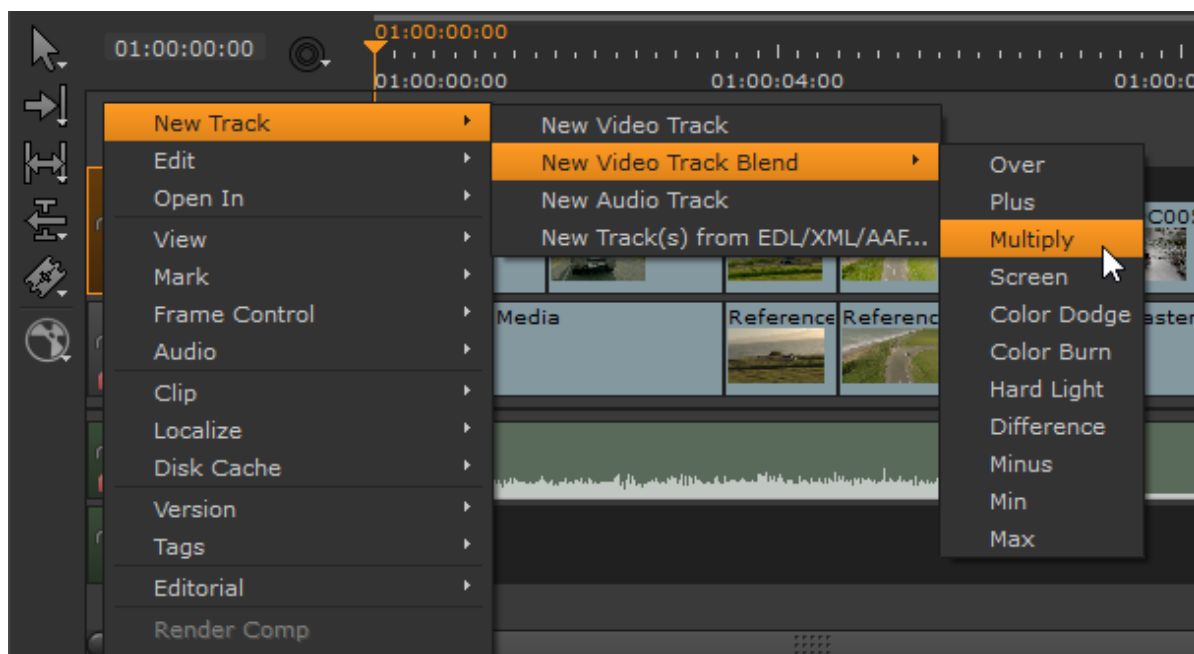 01:00:00:00
01:00:00:00
01:00:00:00
01:00:04:00
01:00:0
New Track
Edit
Open In
View
Mark
Frame Control
Audio
Clip
Localize
Disk Cache
Version
Tags
Editorial
Render Comp
New Video Track
New Video Track Blend
New Audio Track
New Track(s) from EDL/XML/AAF...
Over
Plus
Multiply
Screen
Color Dodge
Color Burn
Hard Light
Difference
Minus
Min
Max
C005
Media
Reference
Referenc
aster